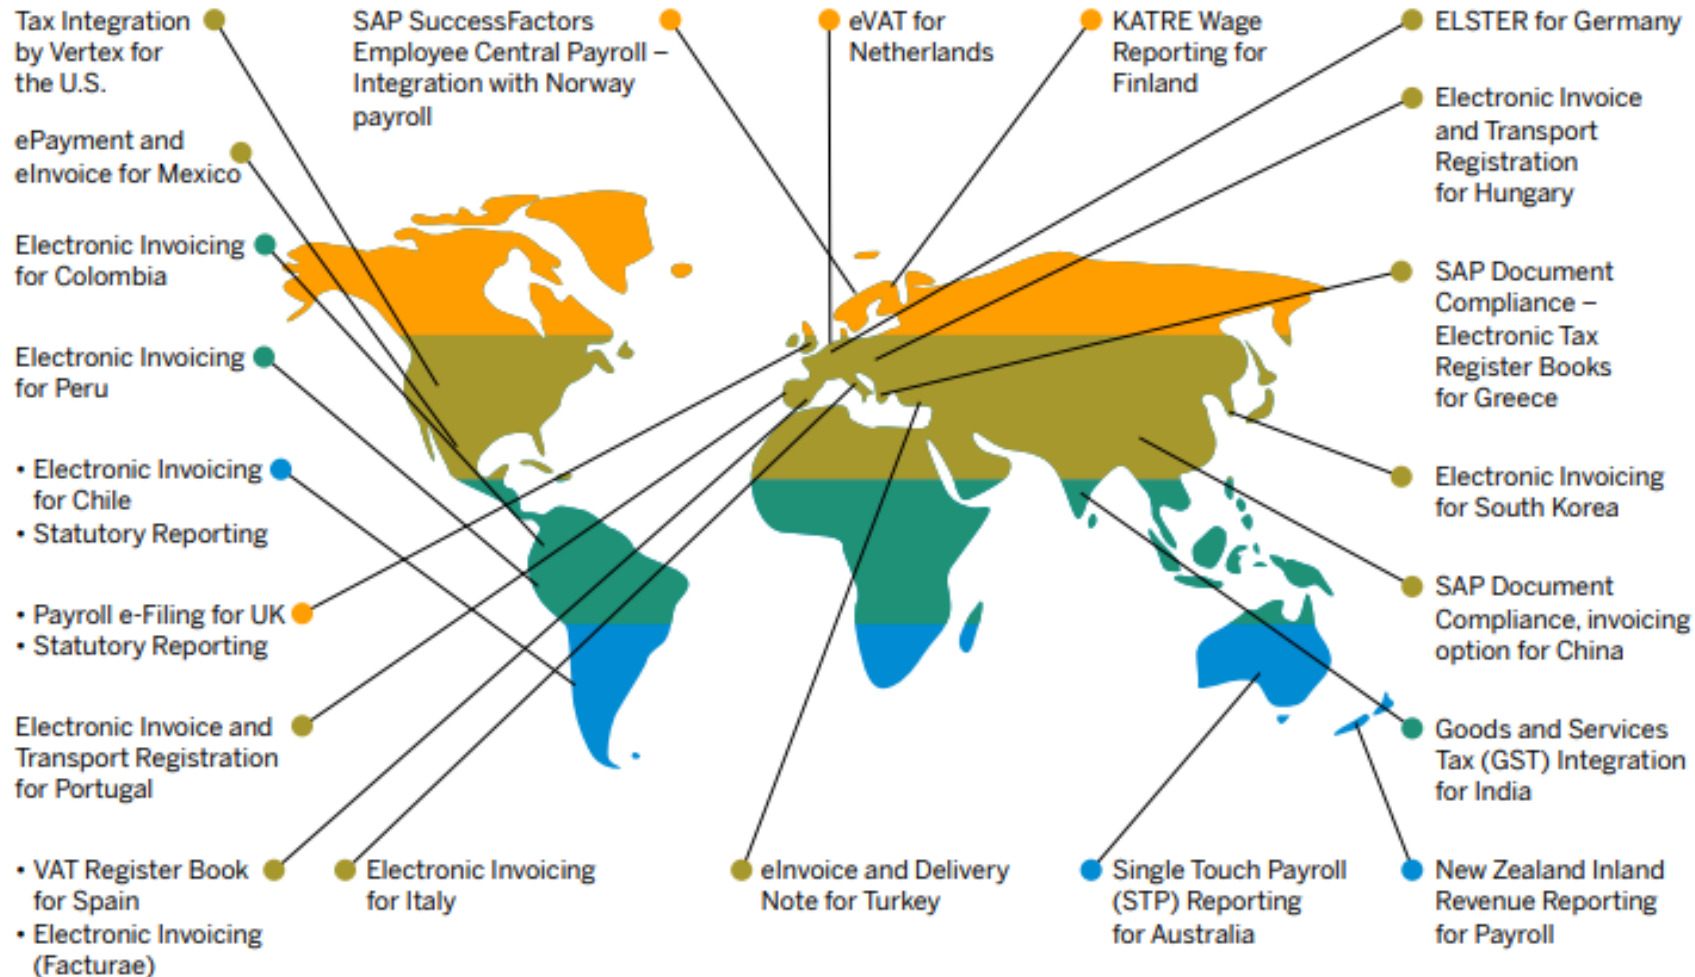 Tax Integration
by Vertex for
the U.S.
SAP SuccessFactors
Employee Central Payroll –
Integration with Norway
payroll
eVAT for
Netherlands
KATRE Wage
Reporting for
Finland
ELSTER for Germany
ePayment and
eInvoice for Mexico
Electronic Invoice
and Transport
Registration
for Hungary
Electronic Invoicing
for Colombia
SAP Document
Compliance –
Electronic Tax
Register Books
for Greece
Electronic Invoicing
for Peru
• Electronic Invoicing
for Chile
• Statutory Reporting
Electronic Invoicing
for South Korea
• Payroll e-Filing for UK
• Statutory Reporting
SAP Document
Compliance, invoicing
option for China
Electronic Invoice and
Transport Registration
for Portugal
Goods and Services
Tax (GST) Integration
for India
• VAT Register Book
for Spain
• Electronic Invoicing
(Facturae)
Electronic Invoicing
for Italy
eInvoice and Delivery
Note for Turkey
Single Touch Payroll
(STP) Reporting
for Australia
New Zealand Inland
Revenue Reporting
for Payroll